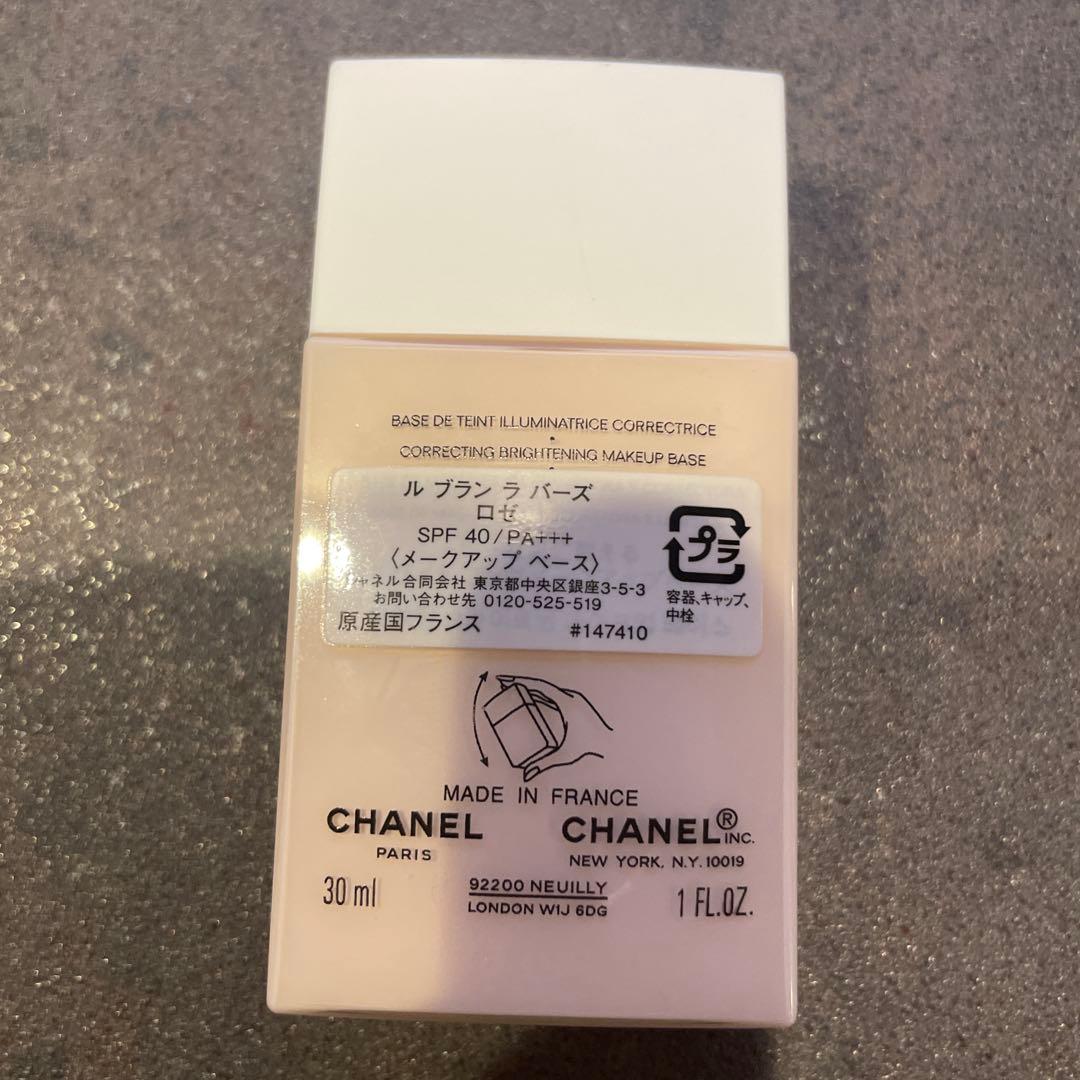 BASE DE TEINT ILLUMINATRICE CORRECTRICE
CORRECTING BRIGHTENING MAKEUP BASE
ル ブラン ラ バーズ
ロゼ
SPF 40/PA+++
〈メークアップ ベース〉
シャネル合同会社 東京都中央区銀座3-5-3
お問い合わせ先 0120-525-519
原産国フランス #147410
プラ
容器、キャップ、
中栓
MADE IN FRANCE
CHANEL CHANEL® INC.
PARIS NEW YORK, N.Y. 10019
30 ml 92200 NEUILLY 1 FL.OZ.
LONDON W1J 6DG